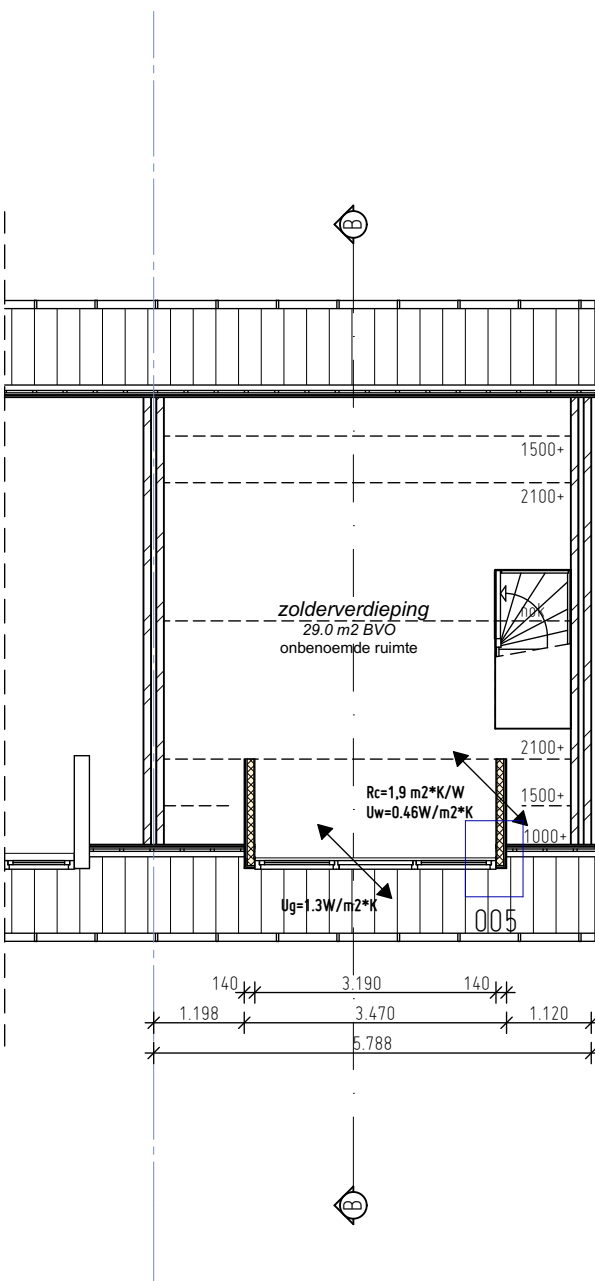 B
1500+
2100+
nok
zolderverdieping
29.0 m2 BVO
onbenoemde ruimte
2100+
Rc=1,9 m2*K/W
1500+
Uw=0.46W/m2*K
1000+
Ug=1.3W/m2*K
005
140
3.190
140
1.198
3.470
1.120
5.788
B